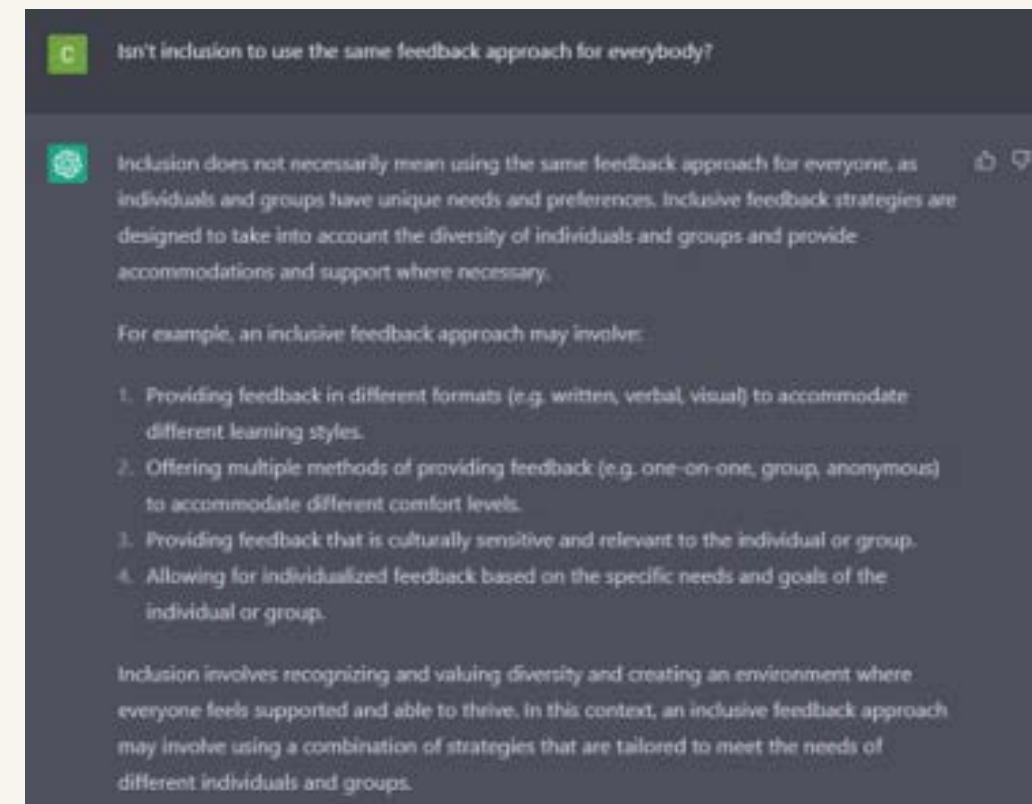 C
Isn't inclusion to use the same feedback approach for everybody?
Inclusion does not necessarily mean using the same feedback approach for everyone, as
individuals and groups have unique needs and preferences. Inclusive feedback strategies are
designed to take into account the diversity of individuals and groups and provide
accommodations and support where necessary.
For example, an inclusive feedback approach may involve:
1. Providing feedback in different formats (e.g. written, verbal, visual) to accommodate
different learning styles.
2. Offering multiple methods of providing feedback (e.g. one-on-one, group, anonymous)
to accommodate different comfort levels.
3. Providing feedback that is culturally sensitive and relevant to the individual or group.
4. Allowing for individualized feedback based on the specific needs and goals of the
individual or group.
Inclusion involves recognizing and valuing diversity and creating an environment where
everyone feels supported and able to thrive. In this context, an inclusive feedback approach
may involve using a combination of strategies that are tailored to meet the needs of
different individuals and groups.